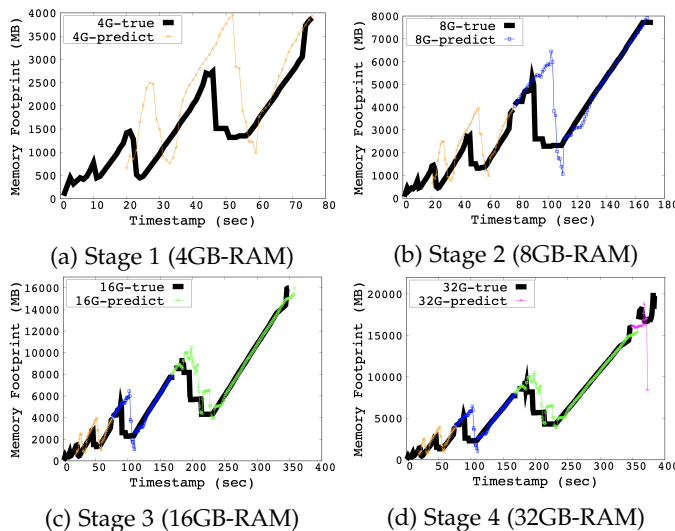 4G-true
4G-predict
Memory Footprint (MB)
4000
3500
3000
2500
2000
1500
1000
500
0
0 10 20 30 40 50 60 70 80
Timestamp (sec)
(a) Stage 1 (4GB-RAM)
8G-true
8G-predict
Memory Footprint (MB)
8000
7000
6000
5000
4000
3000
2000
1000
0
0 20 40 60 80 100 120 140 160 180
Timestamp (sec)
(b) Stage 2 (8GB-RAM)
16G-true
16G-predict
Memory Footprint (MB)
16000
14000
12000
10000
8000
6000
4000
2000
0
0 50 100 150 200 250 300 350 400
Timestamp (sec)
(c) Stage 3 (16GB-RAM)
32G-true
32G-predict
Memory Footprint (MB)
20000
15000
10000
5000
0
0 50 100 150 200 250 300 350 400
Timestamp (sec)
(d) Stage 4 (32GB-RAM)